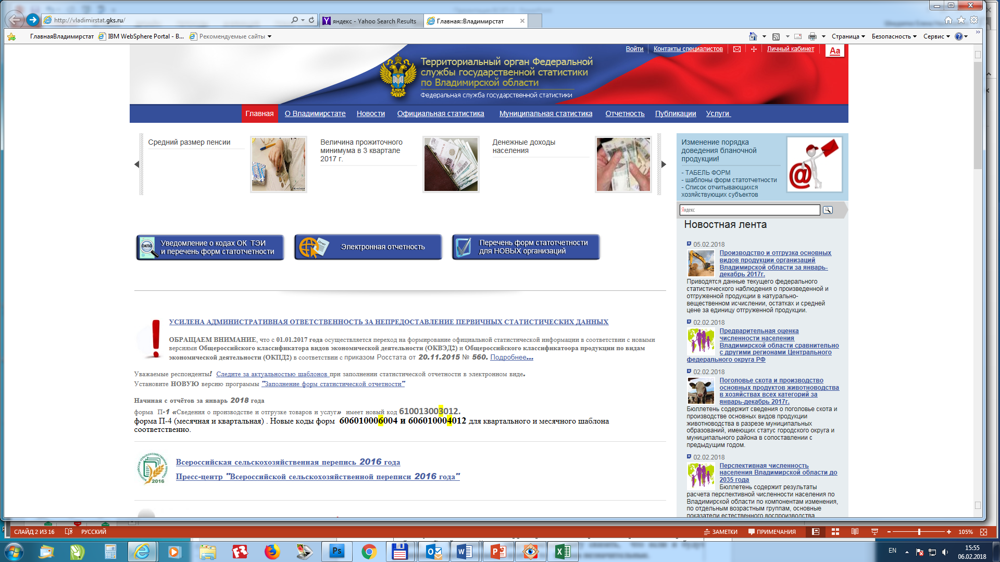 http://vladimirstat.gks.ru/
яндекс - Yahoo Search Results
Главная::Владимирстат
ГлавнаяВладимирстат
IBM WebSphere Portal - B...
Рекомендуемые сайты
Страница
Безопасность
Сервис
Войти
Контакты специалистов
Личный кабинет
Aa
Территориальный орган Федеральной
службы государственной статистики
по Владимирской области
Федеральная служба государственной статистики
Главная
О Владимирстате
Новости
Официальная статистика
Муниципальная статистика
Отчетность
Публикации
Услуги
Средний размер пенсии
Величина прожиточного
минимума в 3 квартале
2017 г.
Денежные доходы
населения
Изменение порядка
доведения бланочной
продукции!
- ТАБЕЛЬ ФОРМ
- шаблоны форм статотчетности
- Список отчитывающихся
хозяйствующих субъектов
Яндекс
ОКПО
Уведомление о кодах ОК ТЭИ
и перечень форм статотчетности
Отчет
Электронная отчетность
Перечень форм статотчетности
для НОВЫХ организаций
УСИЛЕНА АДМИНИСТРАТИВНАЯ ОТВЕТСТВЕННОСТЬ ЗА НЕПРЕДОСТАВЛЕНИЕ ПЕРВИЧНЫХ СТАТИСТИЧЕСКИХ ДАННЫХ
ОБРАЩАЕМ ВНИМАНИЕ, что с 01.01.2017 года осуществляется переход на формирование официальной статистической информации в соответствии с новыми
версиями Общероссийского классификатора видов экономической деятельности (ОКВЭД2) и Общероссийского классификатоора продукции по видам
экономической деятельности (ОКПД2) в соответствии с приказом Росстата от 20.11.2015 № 560. Подробнее...
Уважаемые респонденты! Следите за актуальностью шаблонов при заполнении статистической отчетности в электронном виде.
Установите НОВУЮ версию программы "Заполнение форм статистической отчетности"
Начиная с отчётов за январь 2018 года
форма П-1 «Сведения о производстве и отгрузке товаров и услуг» имеет новый код 610013003012.
форма П-4 (месячная и квартальная) . Новые коды форм 606010006004 и 606010004012 для квартального и месячного шаблона
соответственно.
2016
Всероссийская сельскохозяйственная перепись 2016 года
Пресс-центр "Всероссийской сельскохозяйственной переписи 2016 года"
Новостная лента
05.02.2018
Производство и отгрузка основных
видов продукции организаций
Владимирской области за январь-
декабрь 2017г.
Приводятся данные текущего федерального
статистического наблюдения о произведенной и
отгруженной продукции в натурально-
вещественном исчислении, остатках и средней
цене за единицу отгруженной продукции.
02.02.2018
Предварительная оценка
численности населения
Владимирской области сравнительно
с другими регионами Центрального
федерального округа РФ
02.02.2018
Поголовье скота и производство
основных продуктов животноводства
в хозяйствах всех категорий за
январь-декабрь 2017г.
Бюллетень содержит сведения о поголовье скота и
производстве основных видов продукции
животноводства в разрезе муниципальных
образований, имеющих статус городского округа и
муниципального района в сопоставлении с
предыдущим годом.
02.02.2018
Перспективная численность
населения Владимирской области до
2035 года
Бюллетень содержит результаты
расчета перспективной численности населения по
Владимирской области по компонентам изменения,
по отдельным возрастным группам, основные
показатели естественного воспроизводства
СЛАЙД 2 ИЗ 16
РУССКИЙ
ЗАМЕТКИ
ПРИМЕЧАНИЯ
105%
EN
15:55
06.02.2018